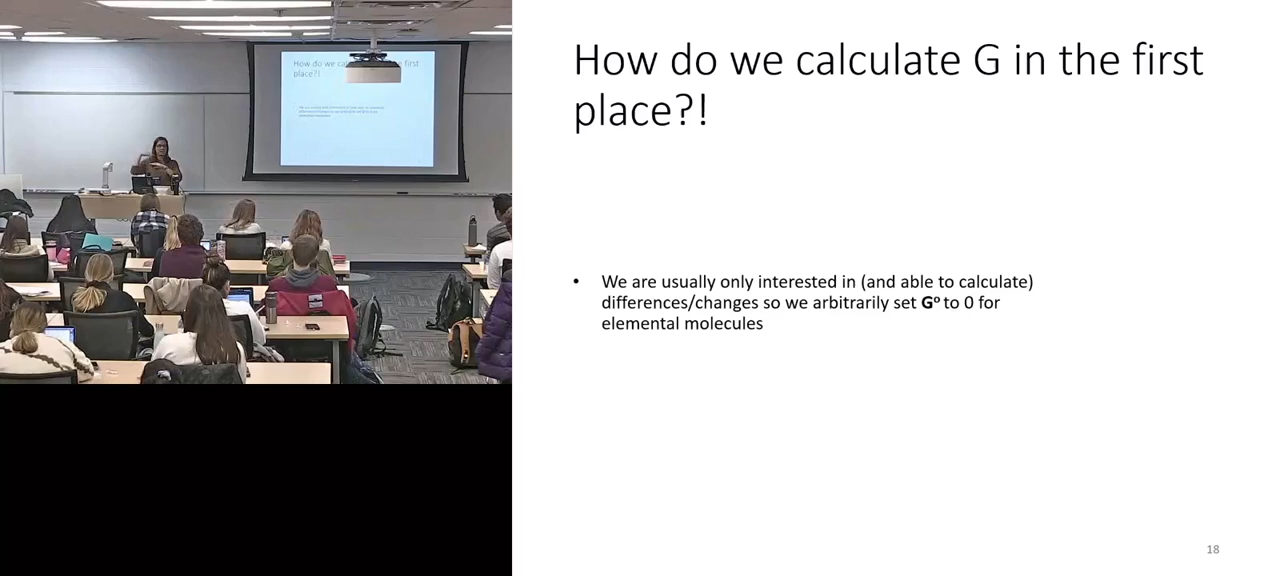 How do we calculate G in the first
place?!
• We are usually only interested in (and able to calculate)
differences/changes so we arbitrarily set Gº to 0 for
elemental molecules
18